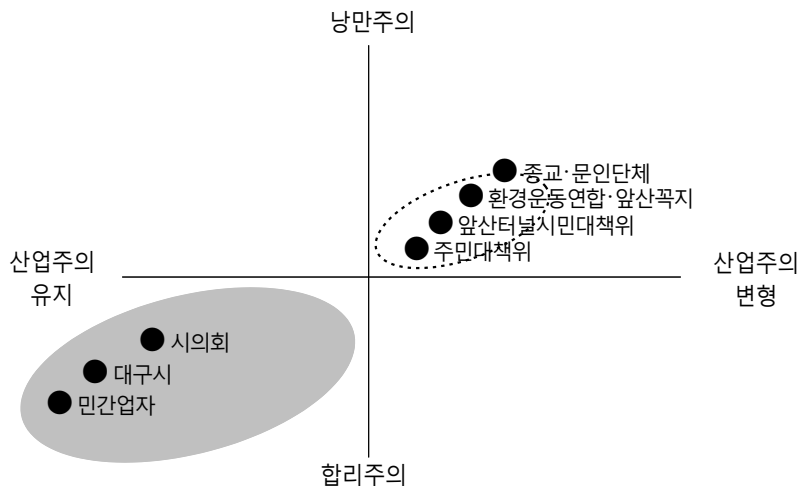 낭만주의
종교·문인단체
환경운동연합·앞산꼭지
앞산터널시민대책위
주민대책위
산업주의
유지
산업주의
변형
시의회
대구시
민간업자
합리주의